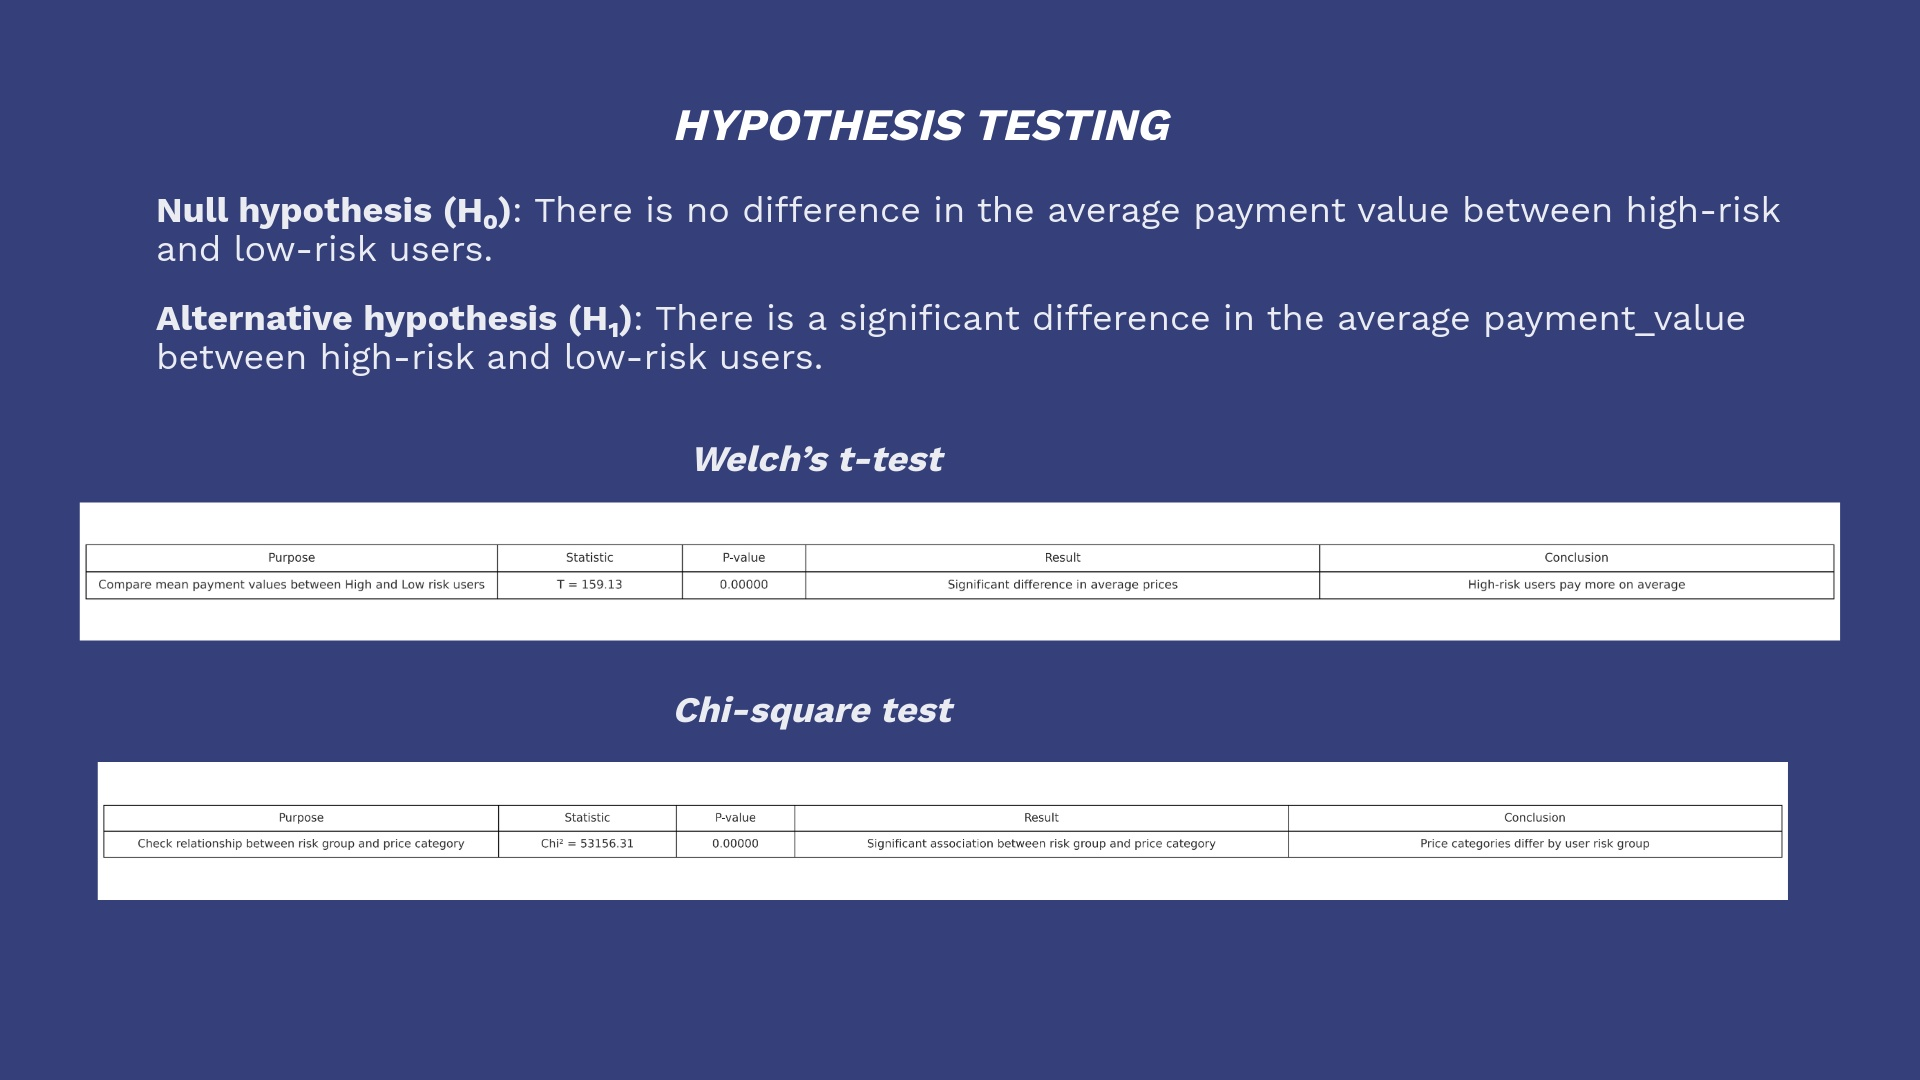 HYPOTHESIS TESTING
Null hypothesis (H₀): There is no difference in the average payment value between high-risk
and low-risk users.
Alternative hypothesis (H₁): There is a significant difference in the average payment_value
between high-risk and low-risk users.
Welch’s t-test
Purpose Statistic P-value Result Conclusion
Compare mean payment values between High and Low risk users T = 159.13 0.00000 Significant difference in average prices High-risk users pay more on average
Chi-square test
Purpose Statistic P-value Result Conclusion
Check relationship between risk group and price category Chi² = 53156.31 0.00000 Significant association between risk group and price category Price categories differ by user risk group